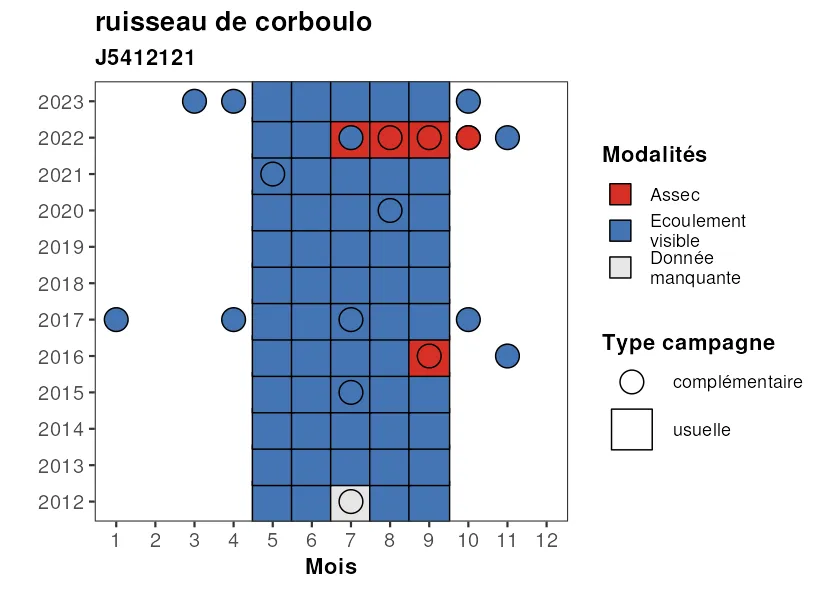 ruisseau de corboulo
J5412121
2023
2022
2021
2020
2019
2018
2017
2016
2015
2014
2013
2012
1 2 3 4 5 6 7 8 9 10 11 12
Mois
Modalités
Assec
Ecoulement
visible
Donnée
manquante
Type campagne
complémentaire
usuelle